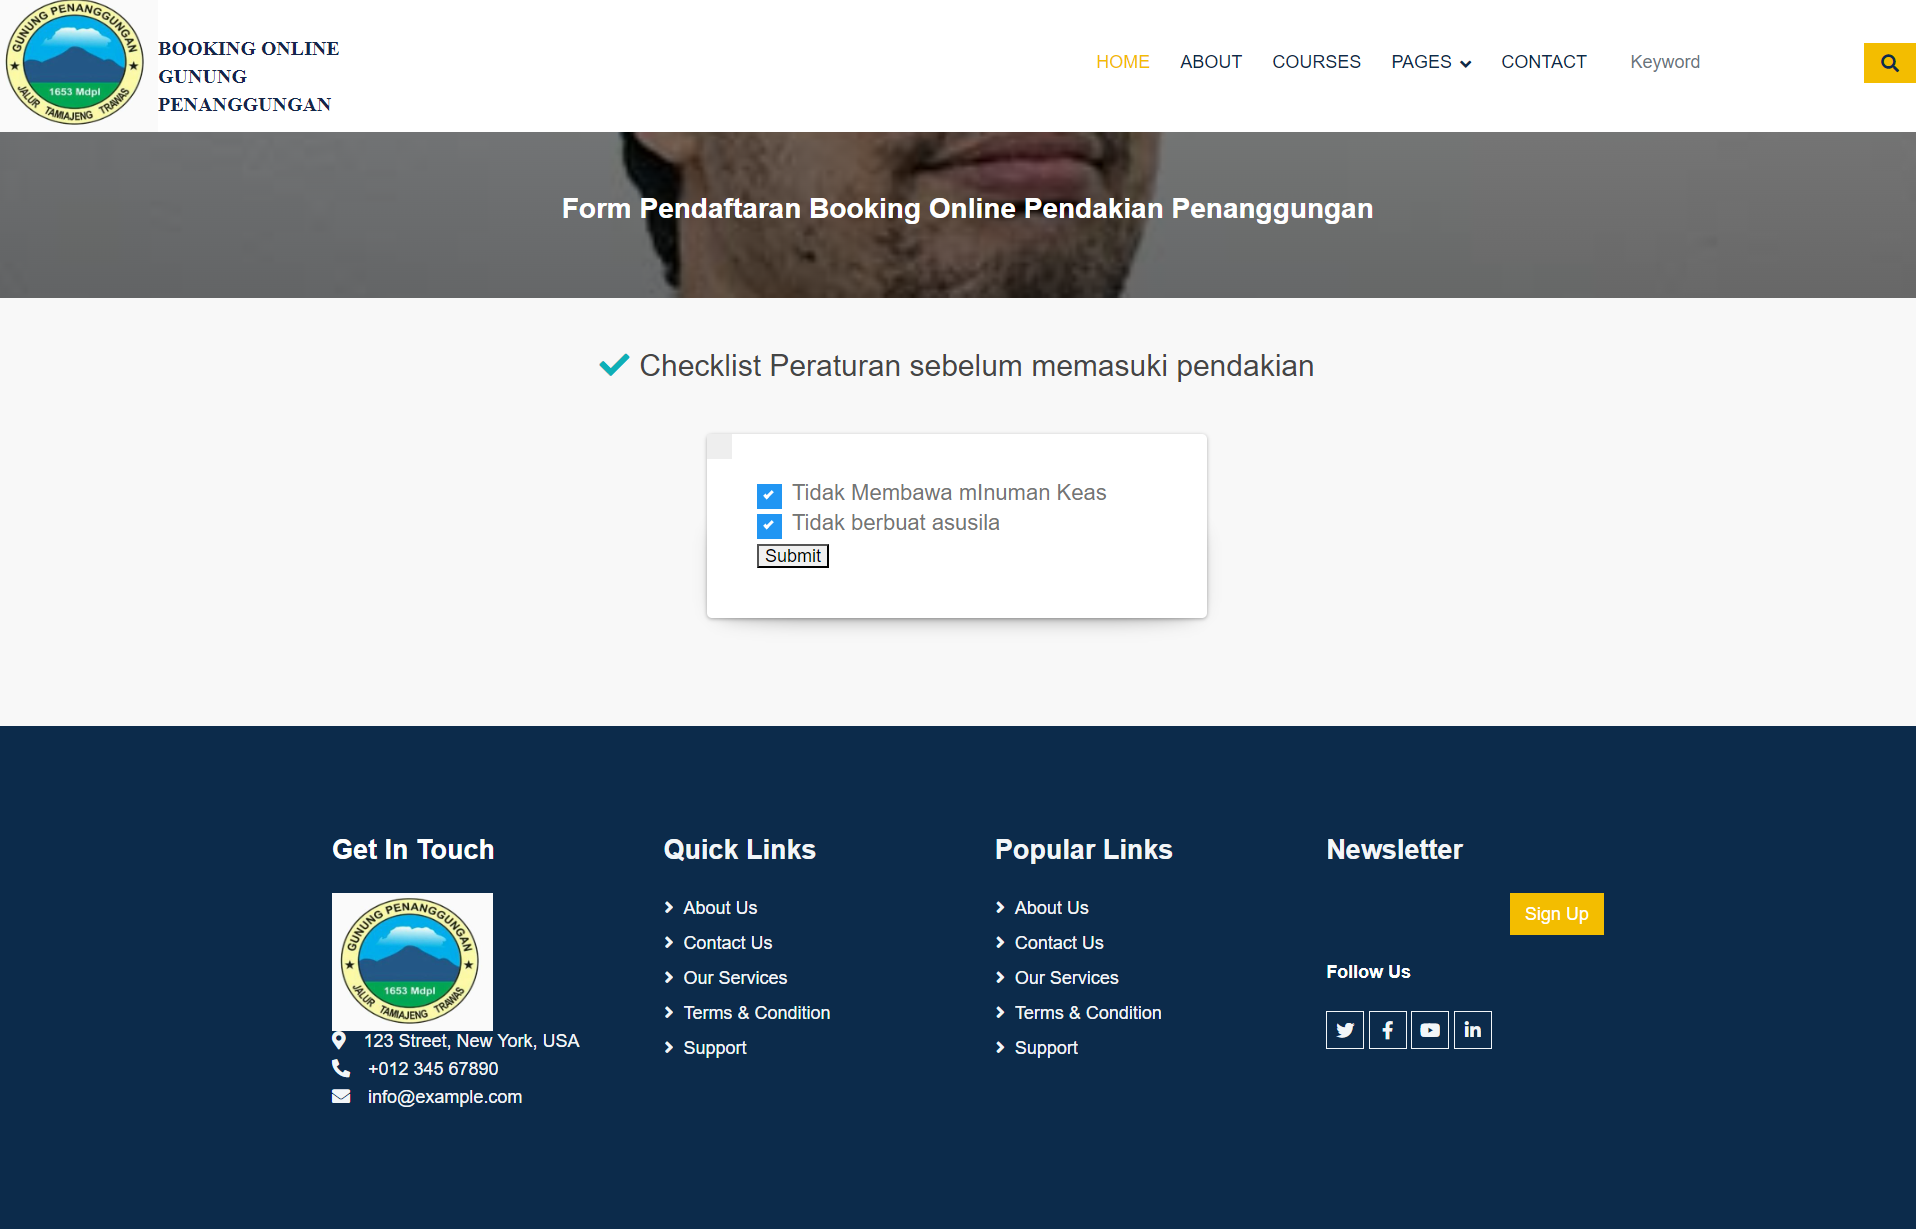 GUNUNG PENANGGUNGAN
1653 Mdpl
JALUR TAMIAJENG TRAWAS
BOOKING ONLINE
GUNUNG
PENANGGUNGAN
HOME
ABOUT
COURSES
PAGES
CONTACT
Keyword
Form Pendaftaran Booking Online Pendakian Penanggungan
Checklist Peraturan sebelum memasuki pendakian
Tidak Membawa mInuman Keas
Tidak berbuat asusila
Submit
Get In Touch
GUNUNG PENANGGUNGAN
1653 Mdpl
JALUR TAMIAJENG TRAWAS
123 Street, New York, USA
+012 345 67890
info@example.com
Quick Links
About Us
Contact Us
Our Services
Terms & Condition
Support
Popular Links
About Us
Contact Us
Our Services
Terms & Condition
Support
Newsletter
Sign Up
Follow Us